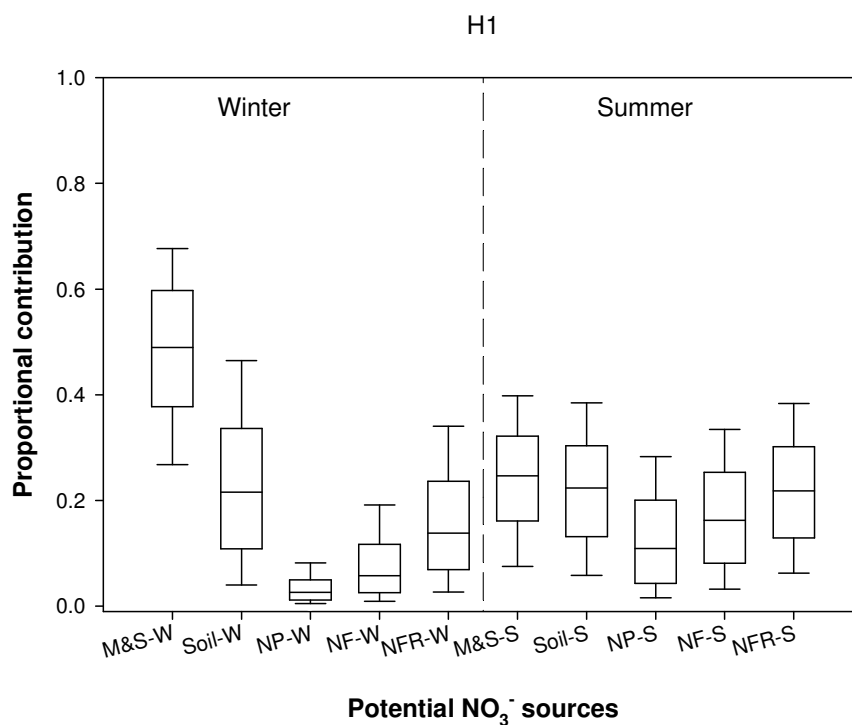 H1
Winter
Summer
1.0
0.8
0.6
0.4
0.2
0.0
Proportional contribution
M&S-W
Soil-W
NP-W
NF-W
NFR-W
M&S-S
Soil-S
NP-S
NF-S
NFR-S
Potential NO₃⁻ sources